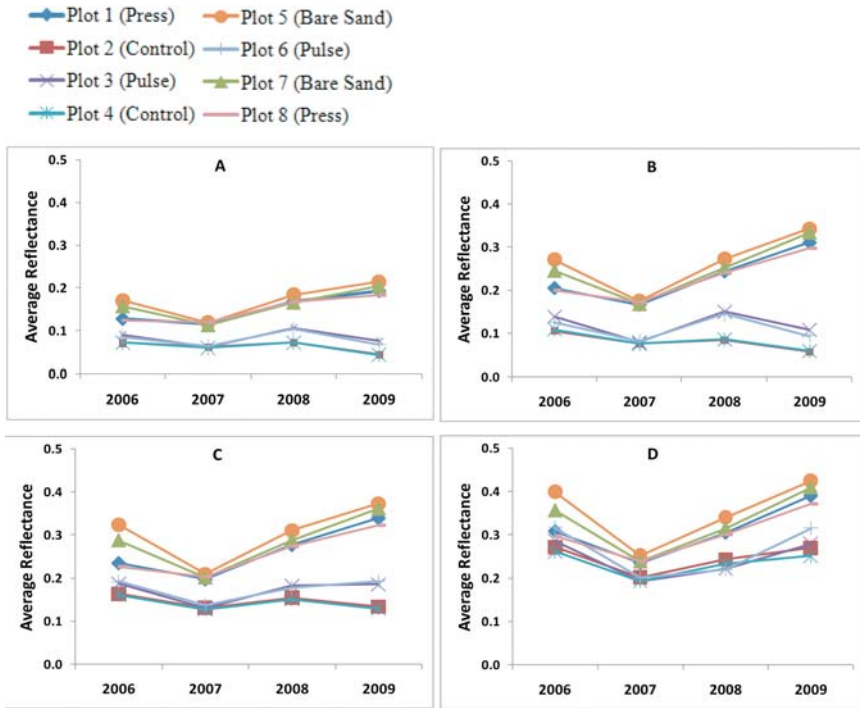 Plot 1 (Press) Plot 5 (Bare Sand)
Plot 2 (Control) Plot 6 (Pulse)
Plot 3 (Pulse) Plot 7 (Bare Sand)
Plot 4 (Control) Plot 8 (Press)
A
Average Reflectance
0.5
0.4
0.3
0.2
0.1
0.0
2006 2007 2008 2009
B
Average Reflectance
0.5
0.4
0.3
0.2
0.1
0.0
2006 2007 2008 2009
C
Average Reflectance
0.5
0.4
0.3
0.2
0.1
0.0
2006 2007 2008 2009
D
Average Reflectance
0.5
0.4
0.3
0.2
0.1
0.0
2006 2007 2008 2009